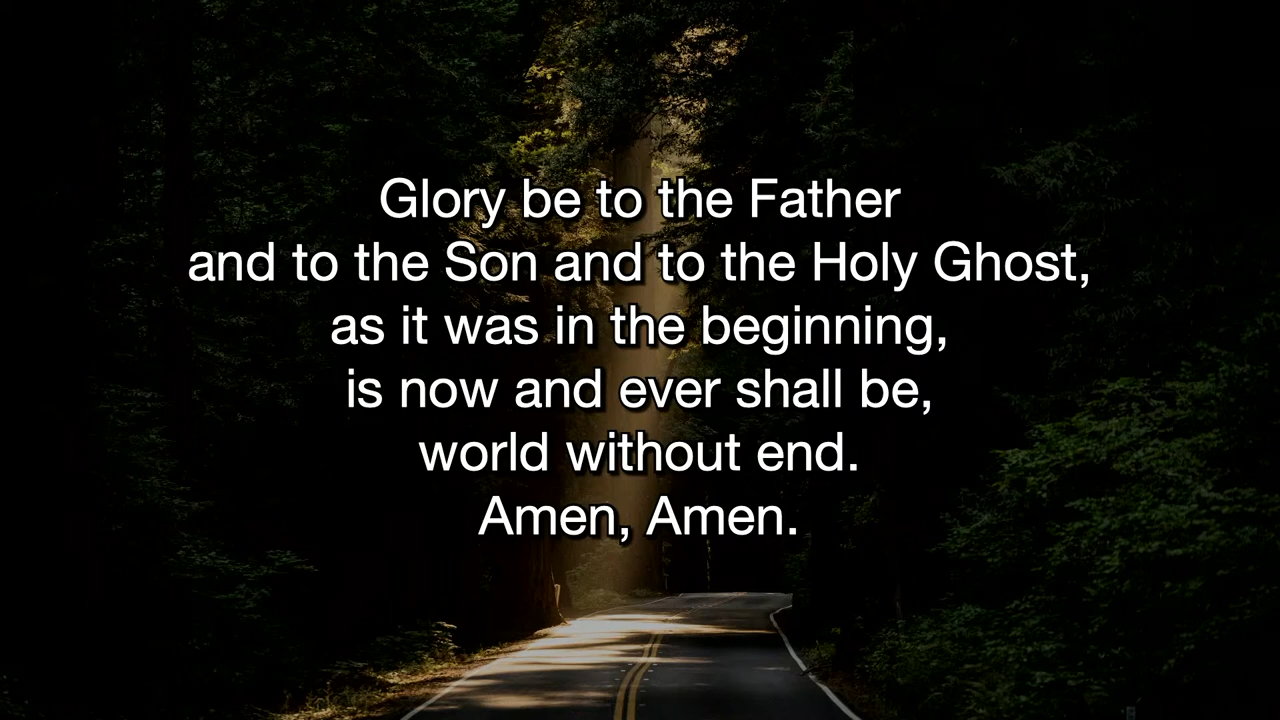 Glory be to the Father
and to the Son and to the Holy Ghost,
as it was in the beginning,
is now and ever shall be,
world without end.
Amen, Amen.